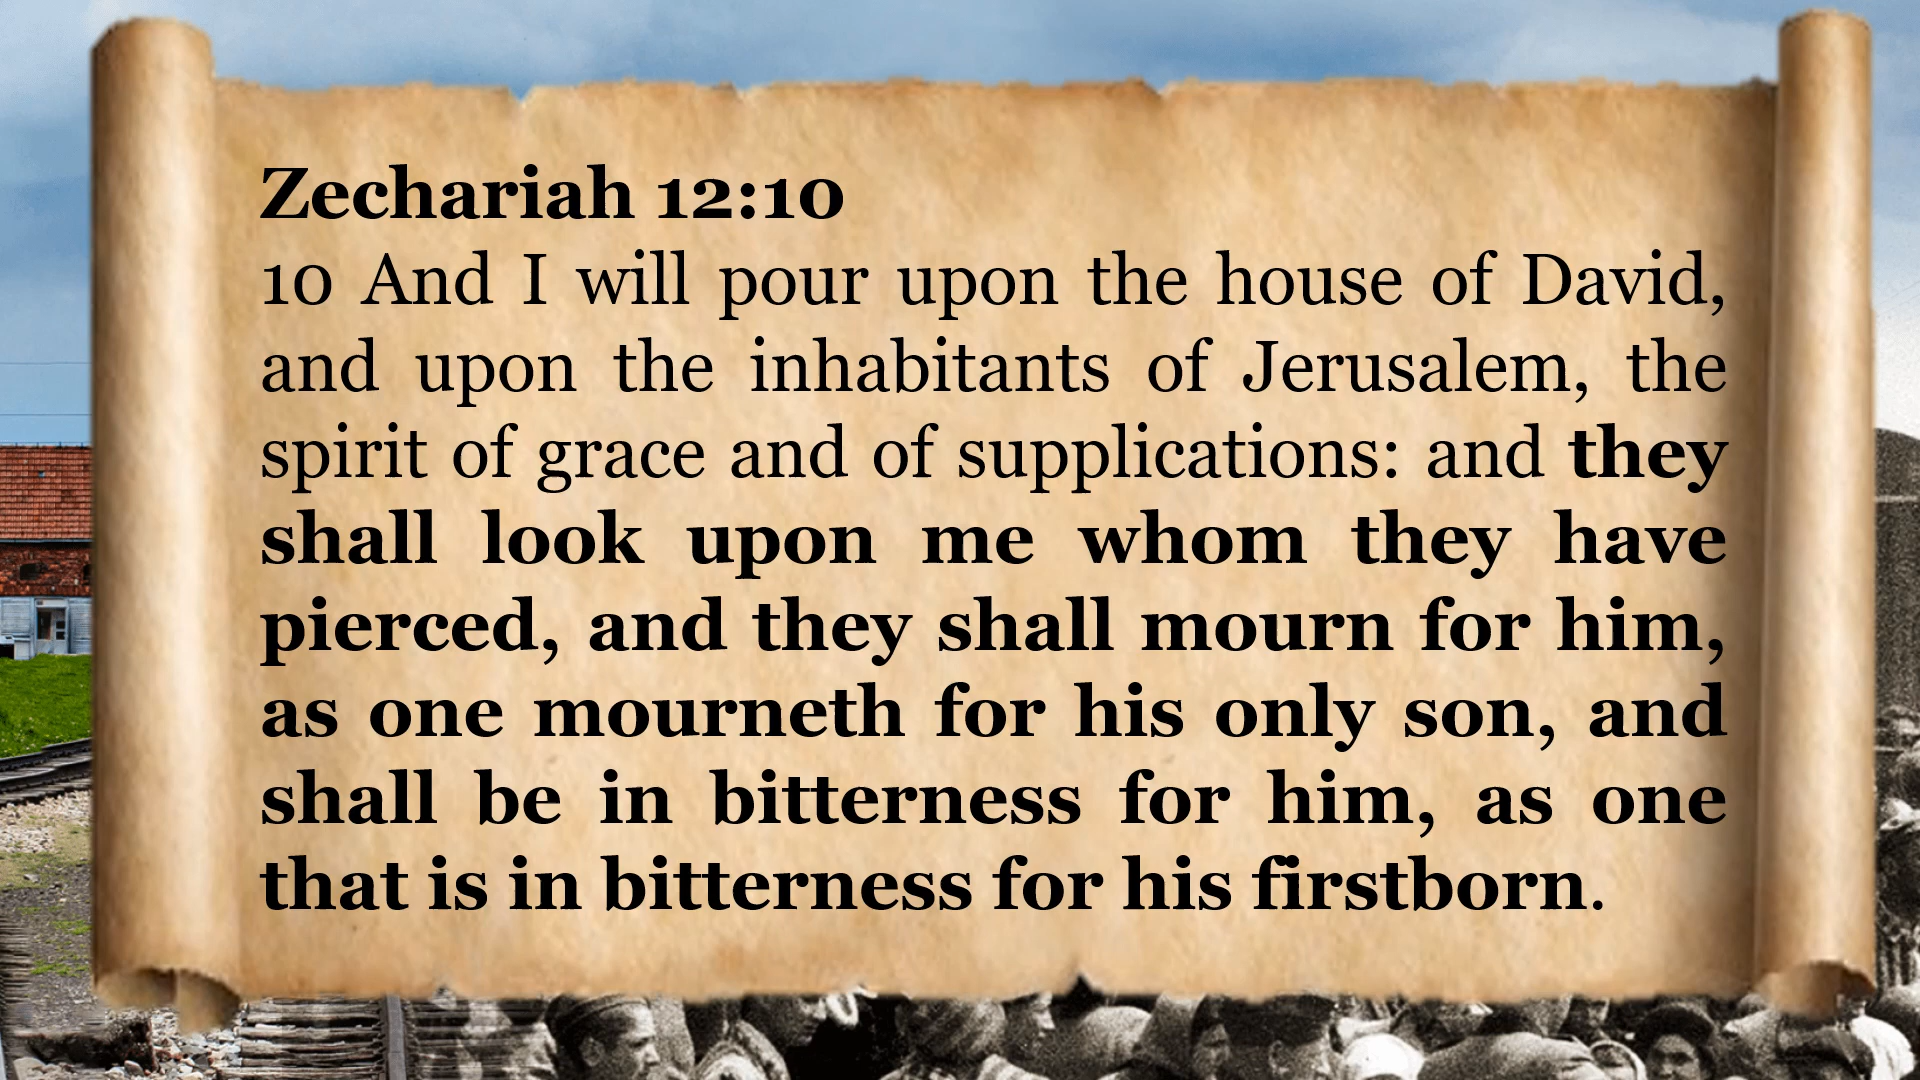 Zechariah 12:10
10 And I will pour upon the house of David,
and upon the inhabitants of Jerusalem, the
spirit of grace and of supplications: and they
shall look upon me whom they have
pierced, and they shall mourn for him,
as one mourneth for his only son, and
shall be in bitterness for him, as one
that is in bitterness for his firstborn.